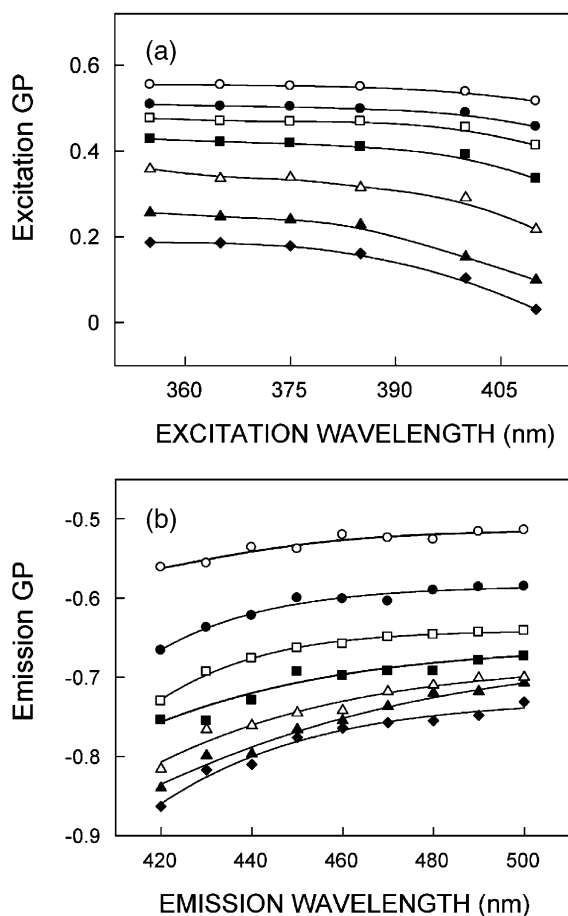 (a)
0.6
0.4
0.2
0
Excitation GP
360 375 390 405
EXCITATION WAVELENGTH (nm)
(b)
-0.5
-0.6
-0.7
-0.8
-0.9
Emission GP
420 440 460 480 500
EMISSION WAVELENGTH (nm)